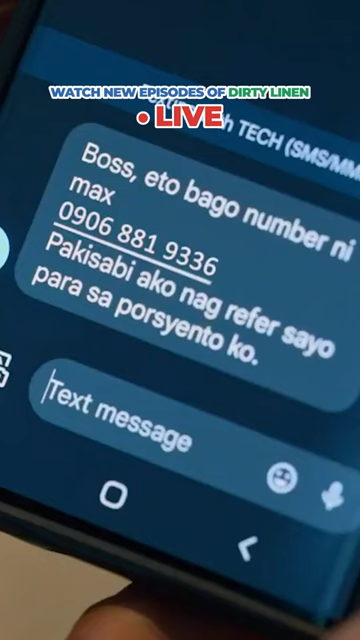 WATCH NEW EPISODES OF DIRTY LINEN
• LIVE
TECH (SMS/MM
Boss, eto bago number ni
max
0906 881 9336
Pakisabi ako nag refer sayo
para sa porsyento ko.
Text message